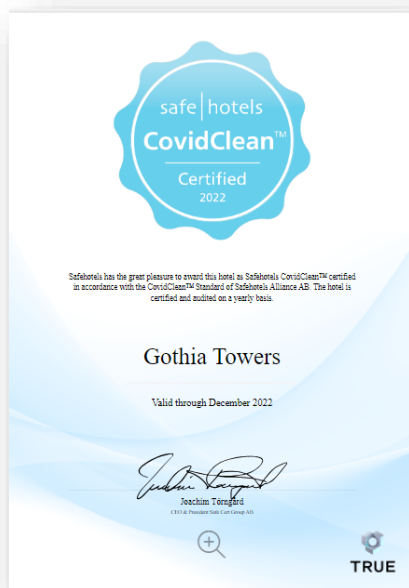 safe|hotels
CovidClean™
Certified
2022
Safehotels has the great pleasure to award this hotel as Safehotels CovidClean™ certified
in accordance with the CovidClean™ Standard of Safehotels Alliance AB. The hotel is
certified and audited on a yearly basis.
Gothia Towers
Valid through December 2022
Joachim Törngård
CEO & President Safe Cert Group AB
TRUE